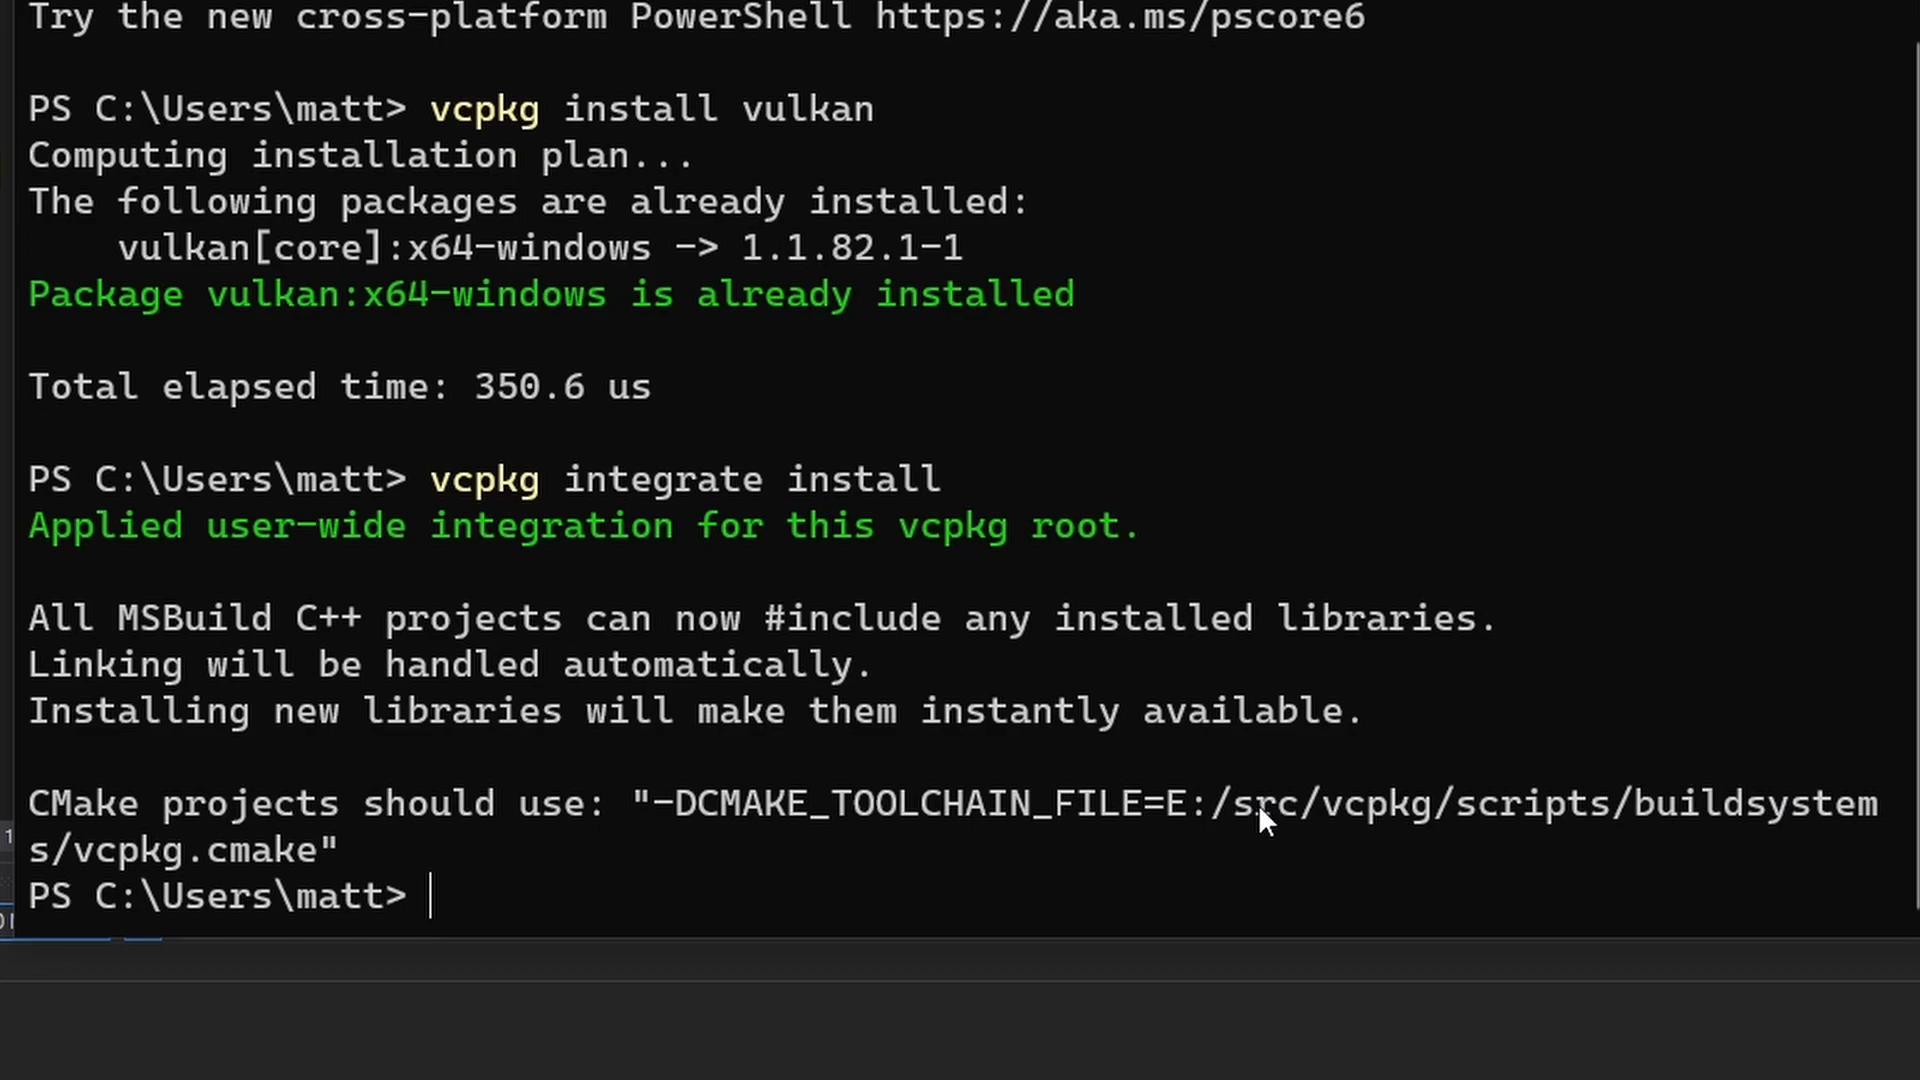 Try the new cross-platform PowerShell https://aka.ms/pscore6
PS C:\Users\matt> vcpkg install vulkan
Computing installation plan...
The following packages are already installed:
    vulkan[core]:x64-windows -> 1.1.82.1-1
Package vulkan:x64-windows is already installed
Total elapsed time: 350.6 us
PS C:\Users\matt> vcpkg integrate install
Applied user-wide integration for this vcpkg root.
All MSBuild C++ projects can now #include any installed libraries.
Linking will be handled automatically.
Installing new libraries will make them instantly available.
CMake projects should use: "-DCMAKE_TOOLCHAIN_FILE=E:/src/vcpkg/scripts/buildsystem
s/vcpkg.cmake"
PS C:\Users\matt>